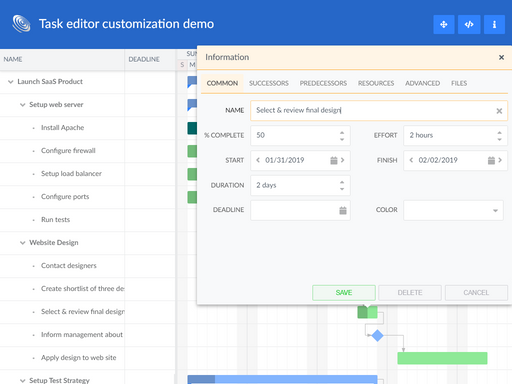 Task editor customization demo
NAME
DEADLINE
SUN
S M
Launch SaaS Product
Setup web server
Install Apache
Configure firewall
Setup load balancer
Configure ports
Run tests
Website Design
Contact designers
Create shortlist of three de
Select & review final design
Inform management about
Apply design to web site
Setup Test Strategy
Information
COMMON SUCCESSORS PREDECESSORS RESOURCES ADVANCED FILES
NAME Select & review final design
% COMPLETE 50 EFFORT 2 hours
START 01/31/2019 FINISH 02/02/2019
DURATION 2 days
DEADLINE COLOR
SAVE DELETE CANCEL